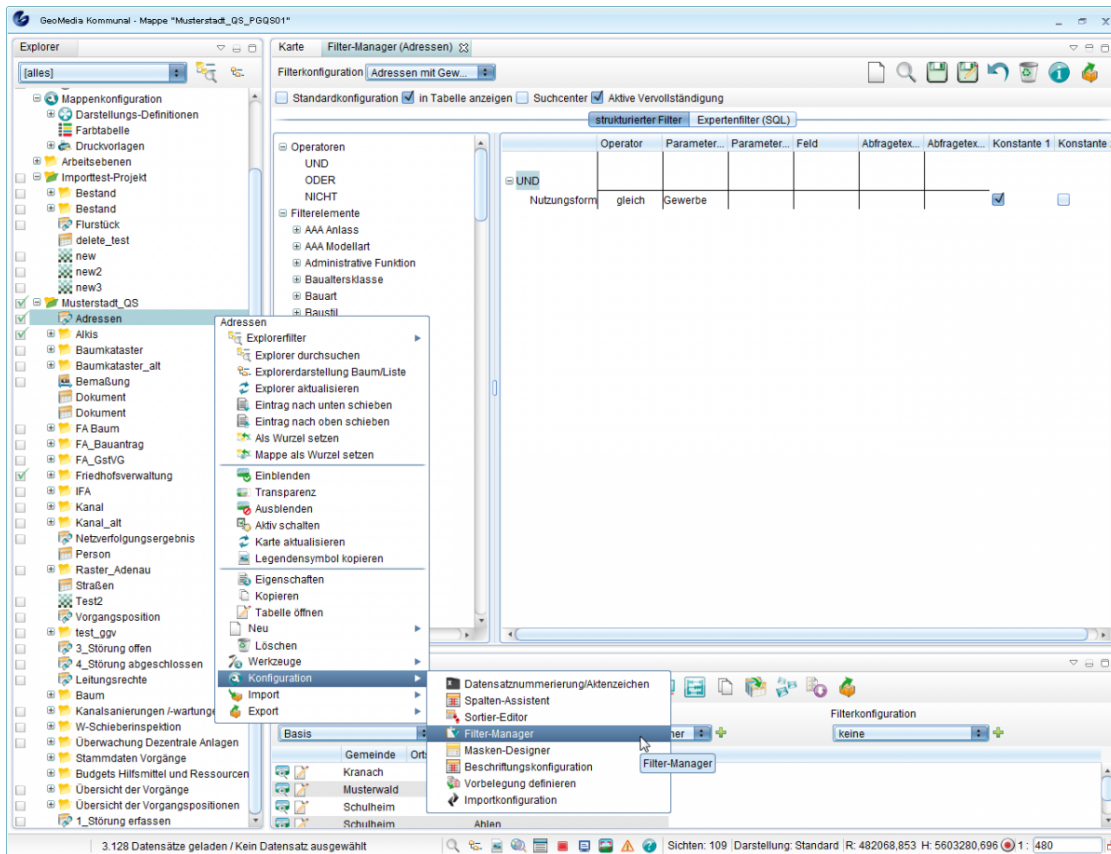 GeoMedia Kommunal - Mappe "Musterstadt_QS_PGQS01"
Explorer
[alles]
Mappenkonfiguration
Darstellungs-Definitionen
Farbtabelle
Druckvorlagen
Arbeitsebenen
Importtest-Projekt
Bestand
Bestand
Flurstück
delete_test
new
new2
new3
Musterstadt_QS
Adressen
Alkis
Baumkataster
Baumkataster_alt
Bemaßung
Dokument
Dokument
FA Baum
FA_Bauantrag
FA_GstVG
Friedhofsverwaltung
IFA
Kanal
Kanal_alt
Netzverfolgungsergebnis
Person
Raster_Adenau
Straßen
Test2
Vorgangsposition
test_ggv
3_Störung offen
4_Störung abgeschlossen
Leitungsrechte
Baum
Kanalsanierungen /-wartunge
W-Schieberinspektion
Überwachung Dezentrale Anlagen
Stammdaten Vorgänge
Budgets Hilfsmittel und Ressourcen
Übersicht der Vorgänge
Übersicht der Vorgangspositionen
1_Störung erfassen
Karte
Filter-Manager (Adressen)
Filterkonfiguration Adressen mit Gew...
Standardkonfiguration in Tabelle anzeigen Suchcenter Aktive Vervollständigung
strukturierter Filter Expertenfilter (SQL)
Operatoren
UND
ODER
NICHT
Filterelemente
AAA Anlass
AAA Modellart
Administrative Funktion
Baualtersklasse
Bauart
Baustil
Operator Parameter... Parameter... Feld Abfragetex... Abfragetex... Konstante 1 Konstante
UND
Nutzungsform gleich Gewerbe
Adressen
Explorerfilter
Explorer durchsuchen
Explorerdarstellung Baum/Liste
Explorer aktualisieren
Eintrag nach unten schieben
Eintrag nach oben schieben
Als Wurzel setzen
Mappe als Wurzel setzen
Einblenden
Transparenz
Ausblenden
Aktiv schalten
Karte aktualisieren
Legendensymbol kopieren
Eigenschaften
Kopieren
Tabelle öffnen
Neu
Löschen
Werkzeuge
Konfiguration
Import
Export
Datensatznummerierung/Aktenzeichen
Spalten-Assistent
Sortier-Editor
Filter-Manager
Masken-Designer
Beschriftungskonfiguration
Vorbelegung definieren
Importkonfiguration
Filter-Manager
Filterkonfiguration
Basis
keine
Gemeinde
Kranach
Musterwald
Schulheim
Schulheim Ahlen
3.128 Datensätze geladen / Kein Datensatz ausgewählt
Sichten: 109 Darstellung: Standard R: 482068,853 H: 5603280,696 1 : 480